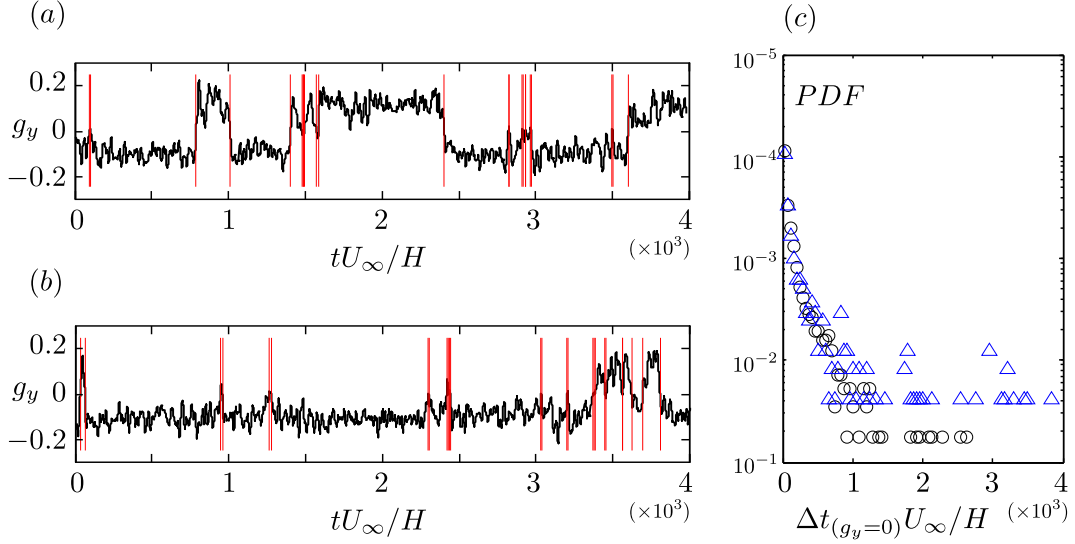 (a)
0.2
g_y 0
−0.2
0 1 2 3 4
tU_∞/H (×10^3)
(b)
0.2
g_y 0
−0.2
0 1 2 3 4
tU_∞/H (×10^3)
(c)
10^{-5}
PDF
10^{-4}
10^{-3}
10^{-2}
10^{-1}
0 1 2 3 4
Δt_{(g_y=0)}U_∞/H (×10^3)